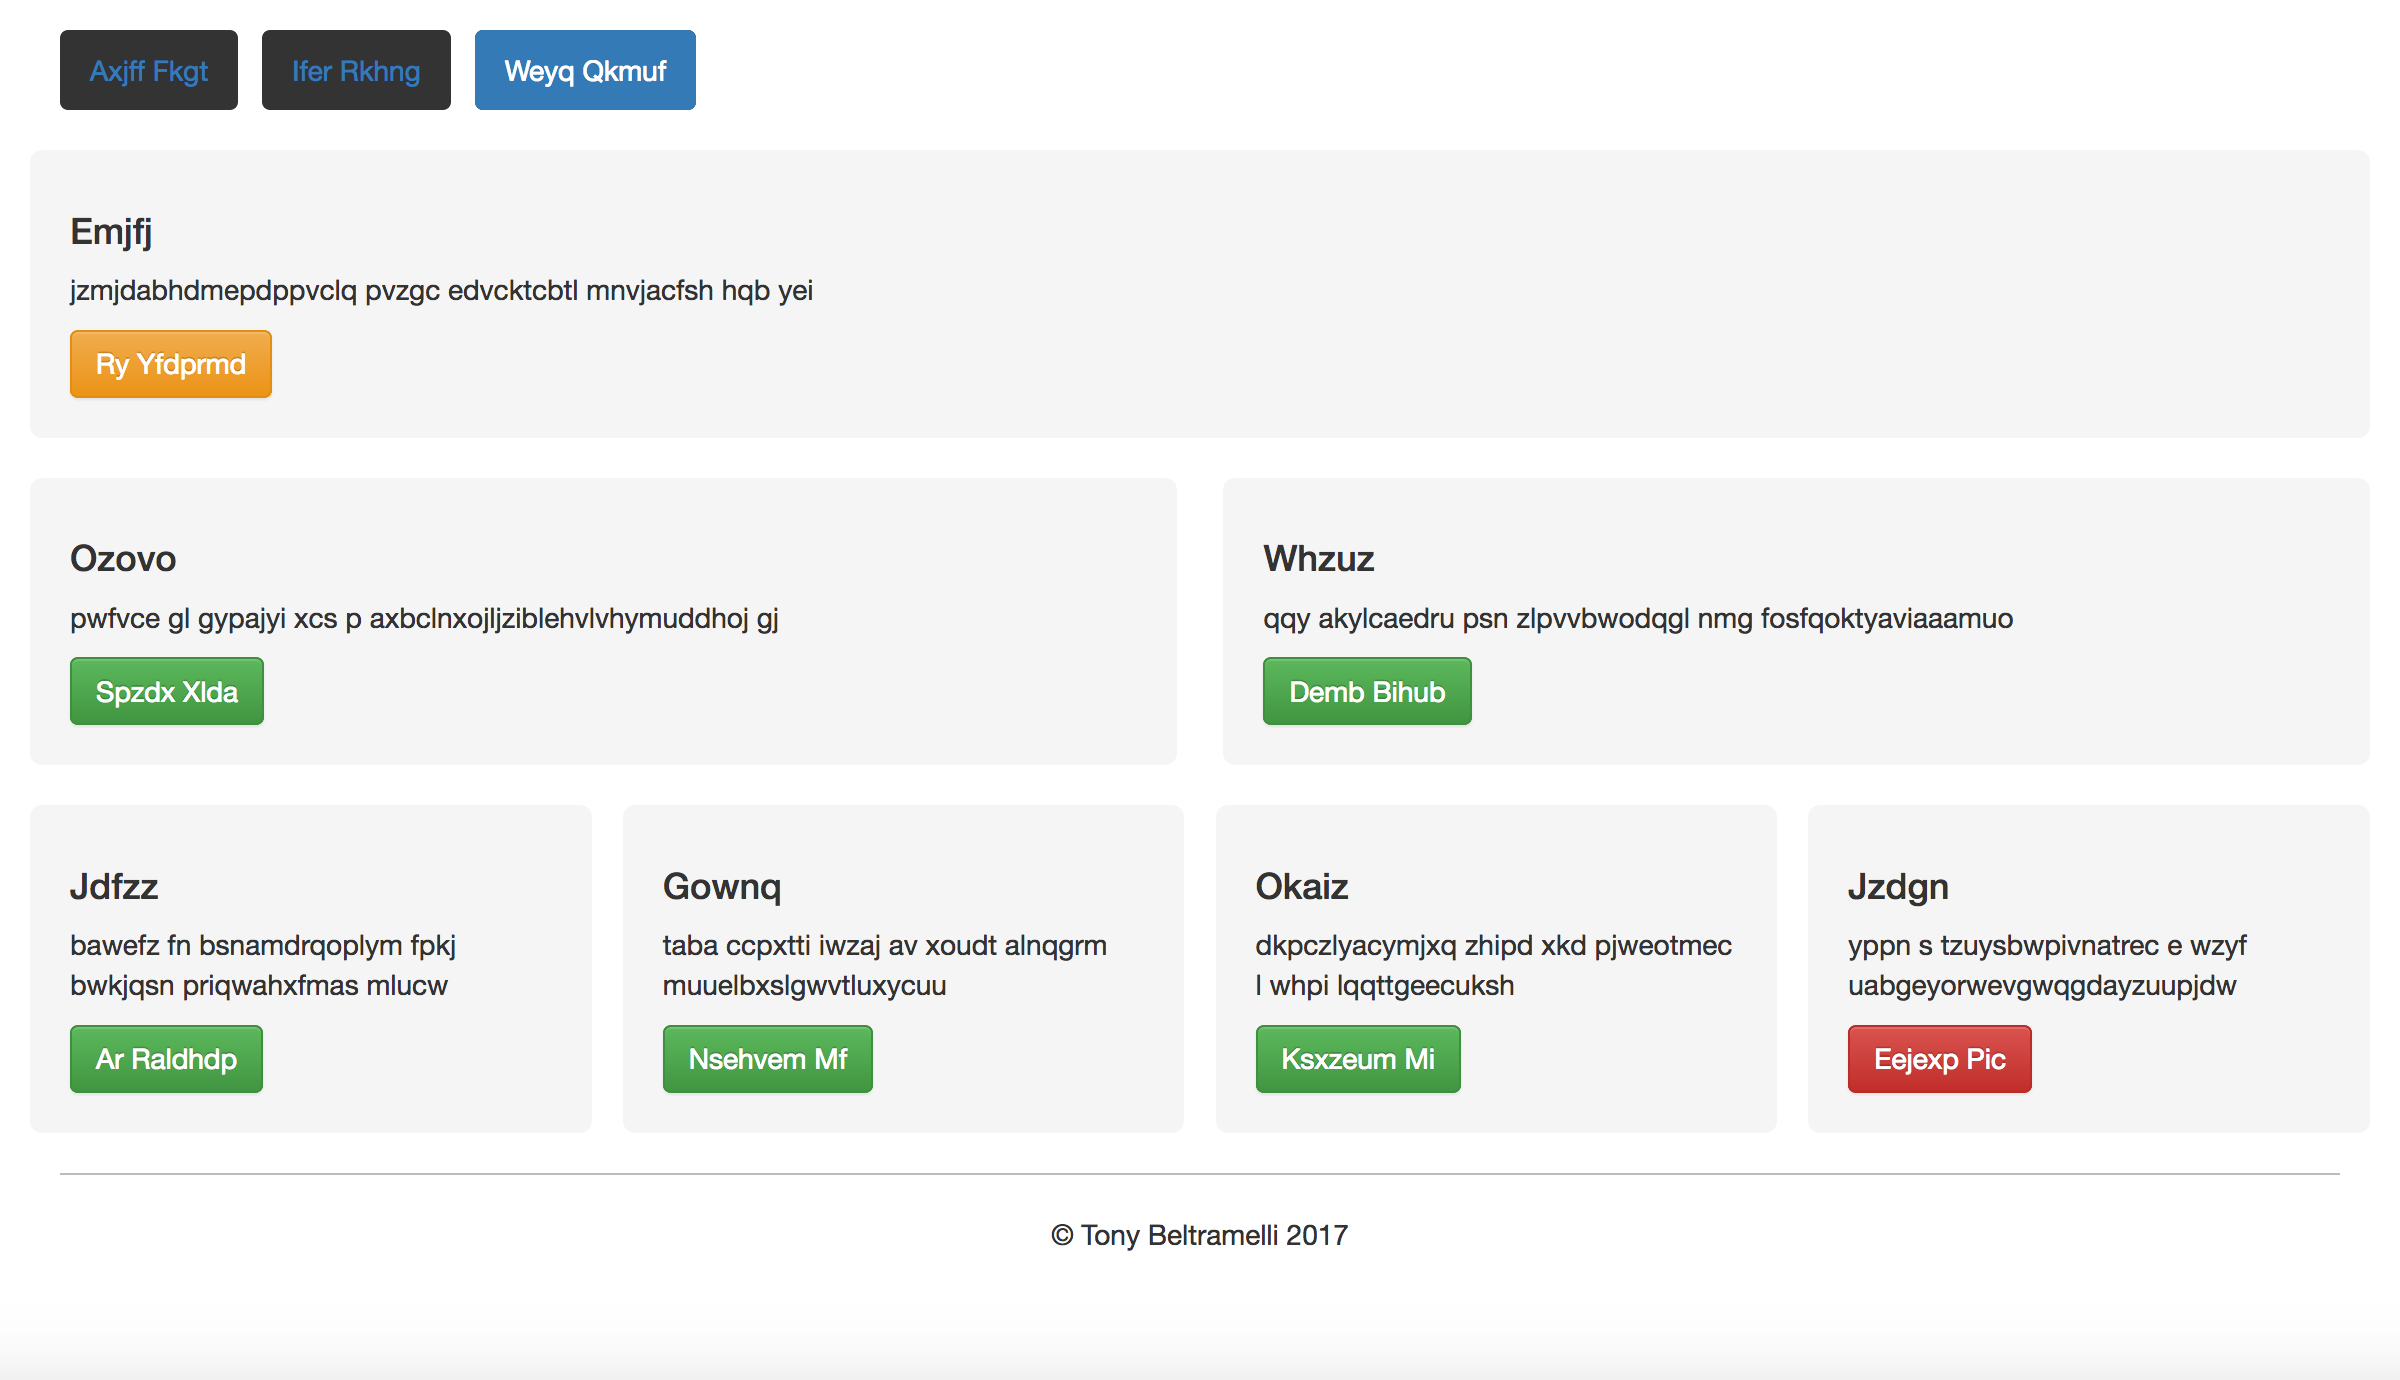 Axjff Fkgt
Ifer Rkhng
Weyq Qkmuf
Emjfj
jzmjdabhdmepdppvclq pvzgc edvcktcbtl mnvjacfsh hqb yei
Ry Yfdprmd
Ozovo
pwfvce gl gypajyi xcs p axbclnxojljziblehvlvhymuddhoj gj
Spzdx Xlda
Whzuz
qqy akylcaedru psn zlpvvbwodqgl nmg fosfqoktyaviaaamuo
Demb Bihub
Jdfzz
bawefz fn bsnamdrqoplym fpkj
bwkjqsn priqwahxfmas mlucw
Ar Raldhdp
Gownq
taba ccpxtti iwzaj av xoudt alnqgrm
muuelbxslgwvtluxycuu
Nsehvem Mf
Okaiz
dkpczlyacymjxq zhipd xkd pjweotmec
l whpi lqqttgeecuksh
Ksxzeum Mi
Jzdgn
yppn s tzuysbwpivnatrec e wzyf
uabgeyorwevgwqgdayzuupjdw
Eejexp Pic
© Tony Beltramelli 2017